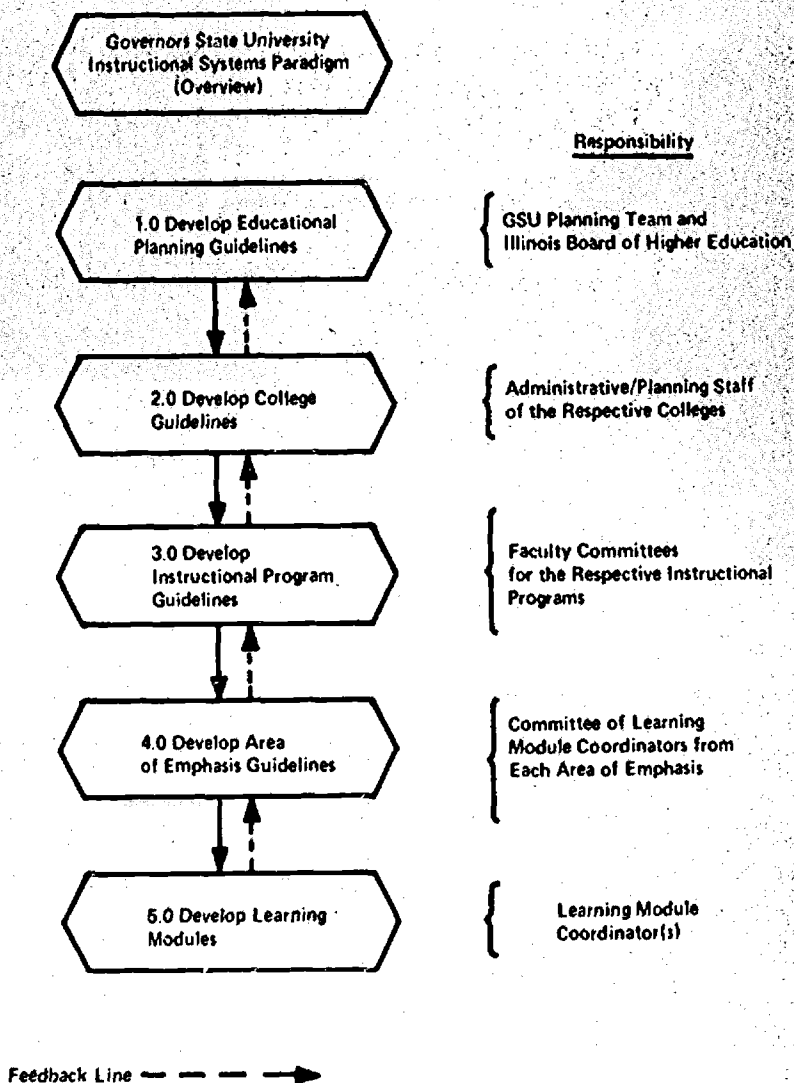 Governors State University
Instructional Systems Paradigm
(Overview)
Responsibility
1.0 Develop Educational
Planning Guidelines
GSU Planning Team and
Illinois Board of Higher Education
2.0 Develop College
Guidelines
Administrative/Planning Staff
of the Respective Colleges
3.0 Develop
Instructional Program
Guidelines
Faculty Committees
for the Respective Instructional
Programs
4.0 Develop Area
of Emphasis Guidelines
Committee of Learning
Module Coordinators from
Each Area of Emphasis
5.0 Develop Learning
Modules
Learning Module
Coordinator(s)
Feedback Line